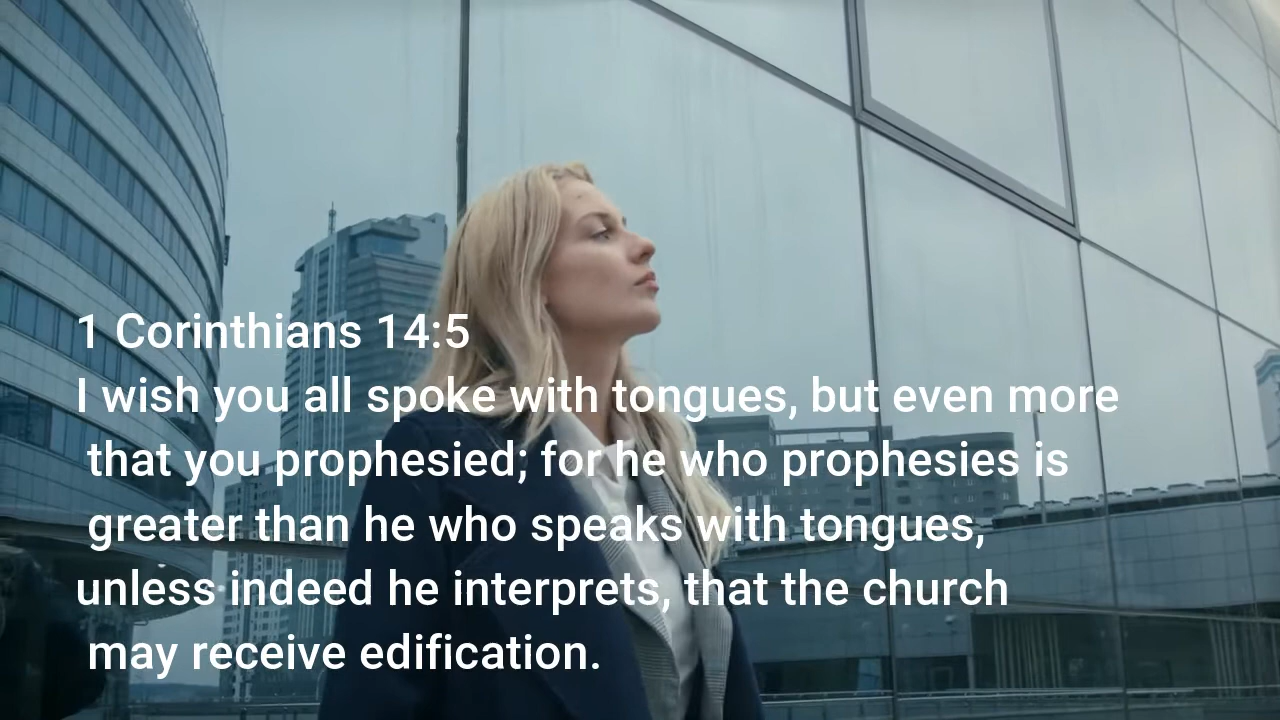 1 Corinthians 14:5
I wish you all spoke with tongues, but even more
that you prophesied; for he who prophesies is
greater than he who speaks with tongues,
unless indeed he interprets, that the church
may receive edification.